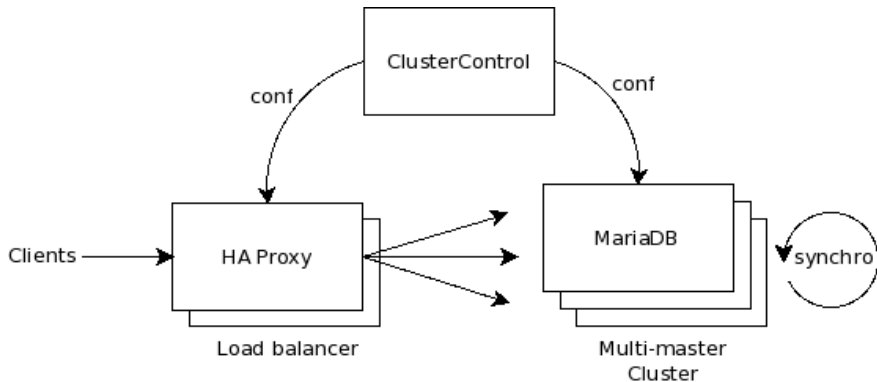 ClusterControl
conf
conf
Clients
HA Proxy
MariaDB
synchro
Load balancer
Multi-master
Cluster